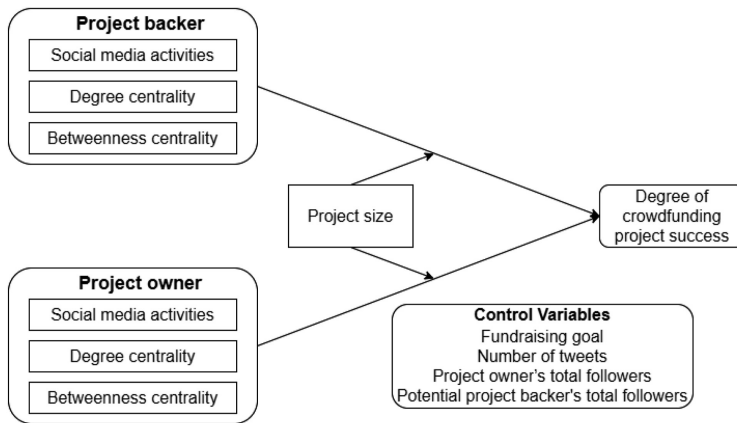 Project backer
Social media activities
Degree centrality
Betweenness centrality
Project size
Degree of
crowdfunding
project success
Project owner
Social media activities
Degree centrality
Betweenness centrality
Control Variables
Fundraising goal
Number of tweets
Project owner's total followers
Potential project backer's total followers